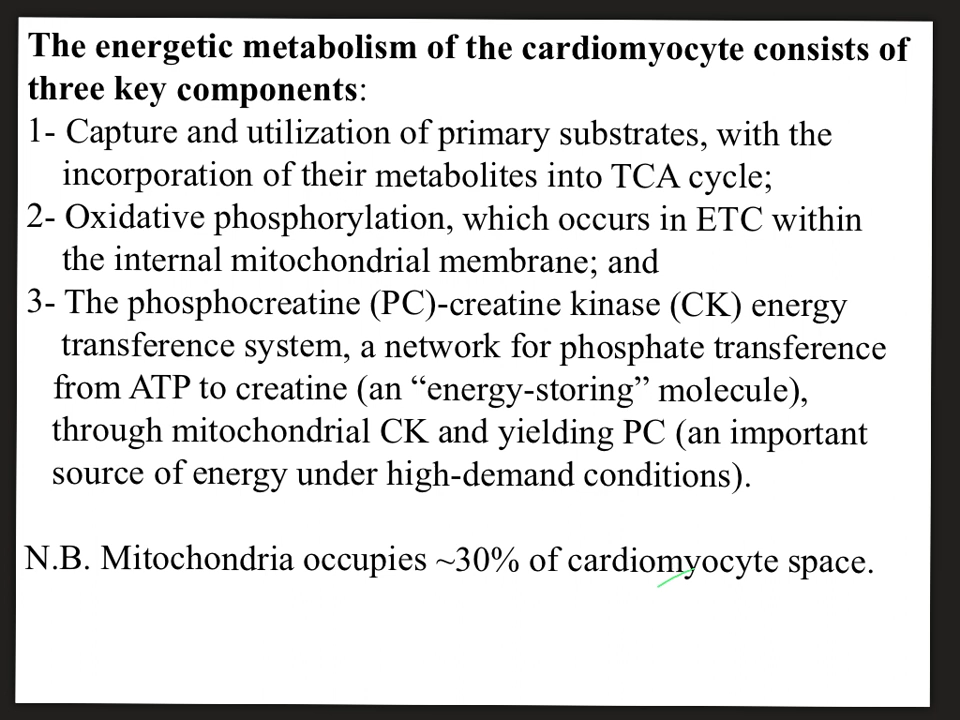 The energetic metabolism of the cardiomyocyte consists of
three key components:
1- Capture and utilization of primary substrates, with the
incorporation of their metabolites into TCA cycle;
2- Oxidative phosphorylation, which occurs in ETC within
the internal mitochondrial membrane; and
3- The phosphocreatine (PC)-creatine kinase (CK) energy
transference system, a network for phosphate transference
from ATP to creatine (an “energy-storing” molecule),
through mitochondrial CK and yielding PC (an important
source of energy under high-demand conditions).
N.B. Mitochondria occupies ~30% of cardiomyocyte space.